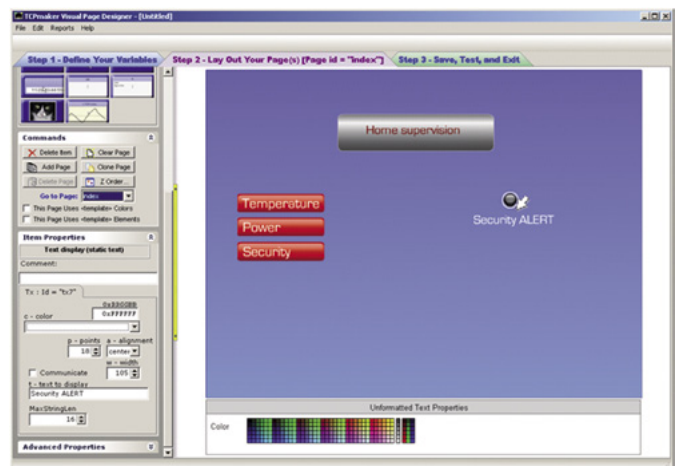 TCPmaker Visual Page Designer - [Untitled]
File Edit Reports Help
Step 1 - Define Your Variables
Step 2 - Lay Out Your Page(s) [Page id = "index"]
Step 3 - Save, Test, and Exit
Commands
Delete Item
Clear Page
Add Page
Clone Page
Delete Page
Z Order...
Go to Page:
index
This Page Uses <template> Colors
This Page Uses <template> Elements
Item Properties
Text display (static text)
Comment:
Tx : Id = "tx7"
c - color
0xFFFFFF
p - points
a - alignment
18
center
w - width
Communicate
105
t - text to display
Security ALERT
MaxStringLen
16
Advanced Properties
Home supervision
Temperature
Power
Security
Security ALERT
Unformatted Text Properties
Color